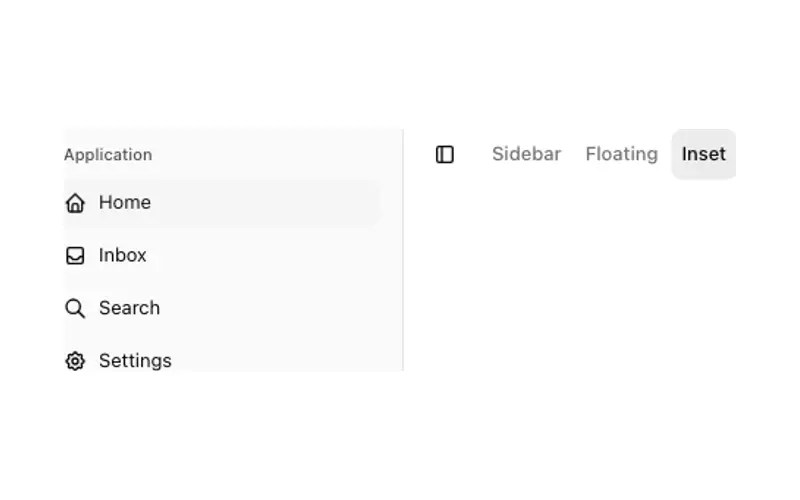 Application
Home
Inbox
Search
Settings
Sidebar Floating Inset